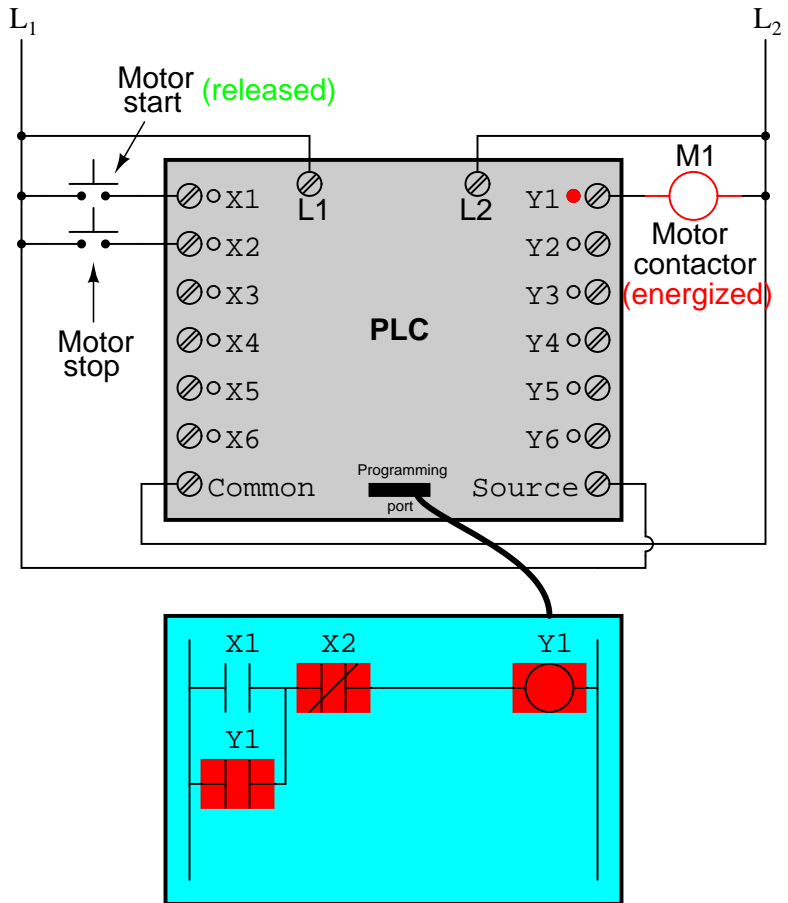 L1
L2
Motor
start
(released)
M1
X1
L1
L2
Y1
X2
Y2
Motor
contactor
(energized)
X3
Y3
Motor
stop
X4
PLC
Y4
X5
Y5
X6
Y6
Common
Programming
port
Source
X1
X2
Y1
Y1